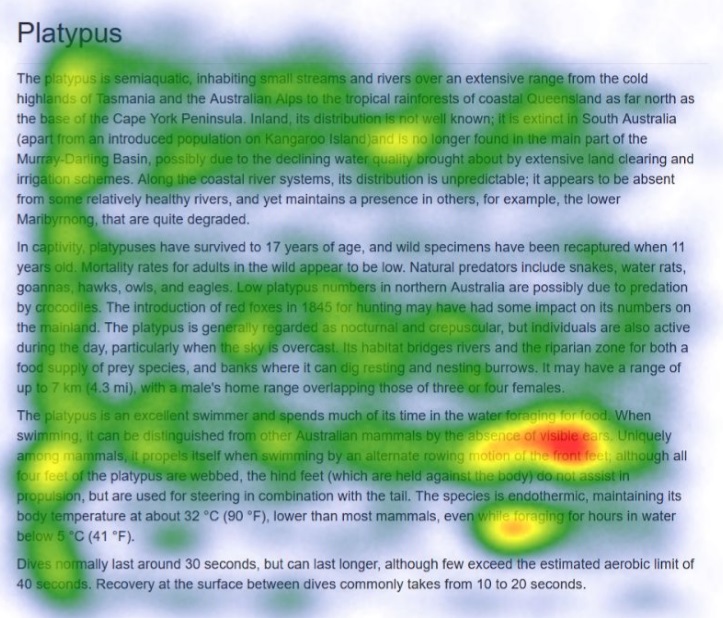 Platypus
The platypus is semiaquatic, inhabiting small streams and rivers over an extensive range from the cold
highlands of Tasmania and the Australian Alps to the tropical rainforests of coastal Queensland as far north as
the base of the Cape York Peninsula. Inland, its distribution is not well known; it is extinct in South Australia
(apart from an introduced population on Kangaroo Island)and is no longer found in the main part of the
Murray-Darling Basin, possibly due to the declining water quality brought about by extensive land clearing and
irrigation schemes. Along the coastal river systems, its distribution is unpredictable; it appears to be absent
from some relatively healthy rivers, and yet maintains a presence in others, for example, the lower
Maribyrnong, that are quite degraded.
In captivity, platypuses have survived to 17 years of age, and wild specimens have been recaptured when 11
years old. Mortality rates for adults in the wild appear to be low. Natural predators include snakes, water rats,
goannas, hawks, owls, and eagles. Low platypus numbers in northern Australia are possibly due to predation
by crocodiles. The introduction of red foxes in 1845 for hunting may have had some impact on its numbers on
the mainland. The platypus is generally regarded as nocturnal and crepuscular, but individuals are also active
during the day, particularly when the sky is overcast. Its habitat bridges rivers and the riparian zone for both a
food supply of prey species, and banks where it can dig resting and nesting burrows. It may have a range of
up to 7 km (4.3 mi), with a male's home range overlapping those of three or four females.
The platypus is an excellent swimmer and spends much of its time in the water foraging for food. When
swimming, it can be distinguished from other Australian mammals by the absence of visible ears. Uniquely
among mammals, it propels itself when swimming by an alternate rowing motion of the front feet; although all
four feet of the platypus are webbed, the hind feet (which are held against the body) do not assist in
propulsion, but are used for steering in combination with the tail. The species is endothermic, maintaining its
body temperature at about 32 °C (90 °F), lower than most mammals, even while foraging for hours in water
below 5 °C (41 °F).
Dives normally last around 30 seconds, but can last longer, although few exceed the estimated aerobic limit of
40 seconds. Recovery at the surface between dives commonly takes from 10 to 20 seconds.